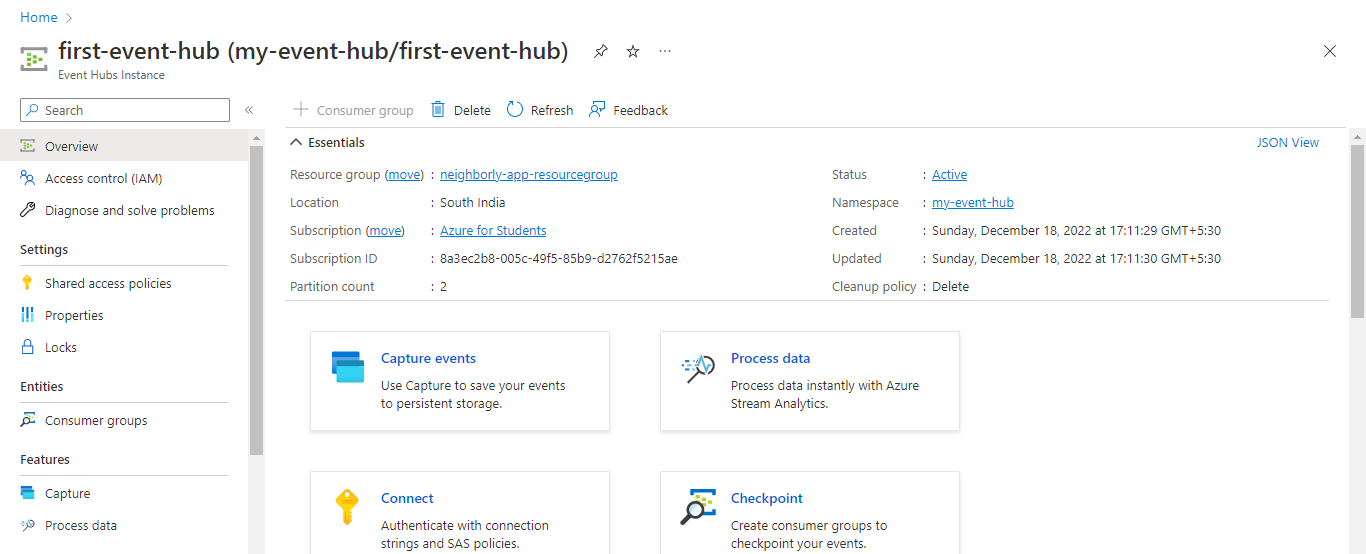 Home
first-event-hub (my-event-hub/first-event-hub)
Event Hubs Instance
Search
Overview
Access control (IAM)
Diagnose and solve problems
Settings
Shared access policies
Properties
Locks
Entities
Consumer groups
Features
Capture
Process data
Consumer group Delete Refresh Feedback
Essentials JSON View
Resource group (move) : neighborly-app-resourcegroup
Location : South India
Subscription (move) : Azure for Students
Subscription ID : 8a3ec2b8-005c-49f5-85b9-d2762f5215ae
Partition count : 2
Status : Active
Namespace : my-event-hub
Created : Sunday, December 18, 2022 at 17:11:29 GMT+5:30
Updated : Sunday, December 18, 2022 at 17:11:30 GMT+5:30
Cleanup policy : Delete
Capture events
Use Capture to save your events
to persistent storage.
Process data
Process data instantly with Azure
Stream Analytics.
Connect
Authenticate with connection
strings and SAS policies.
Checkpoint
Create consumer groups to
checkpoint your events.